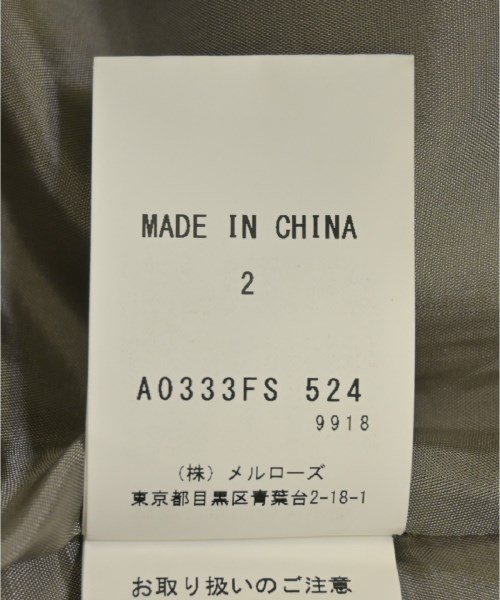 MADE IN CHINA
2
A0333FS 524
9918
(株) メルローズ
東京都目黒区青葉台2-18-1
お取り扱いのご注意